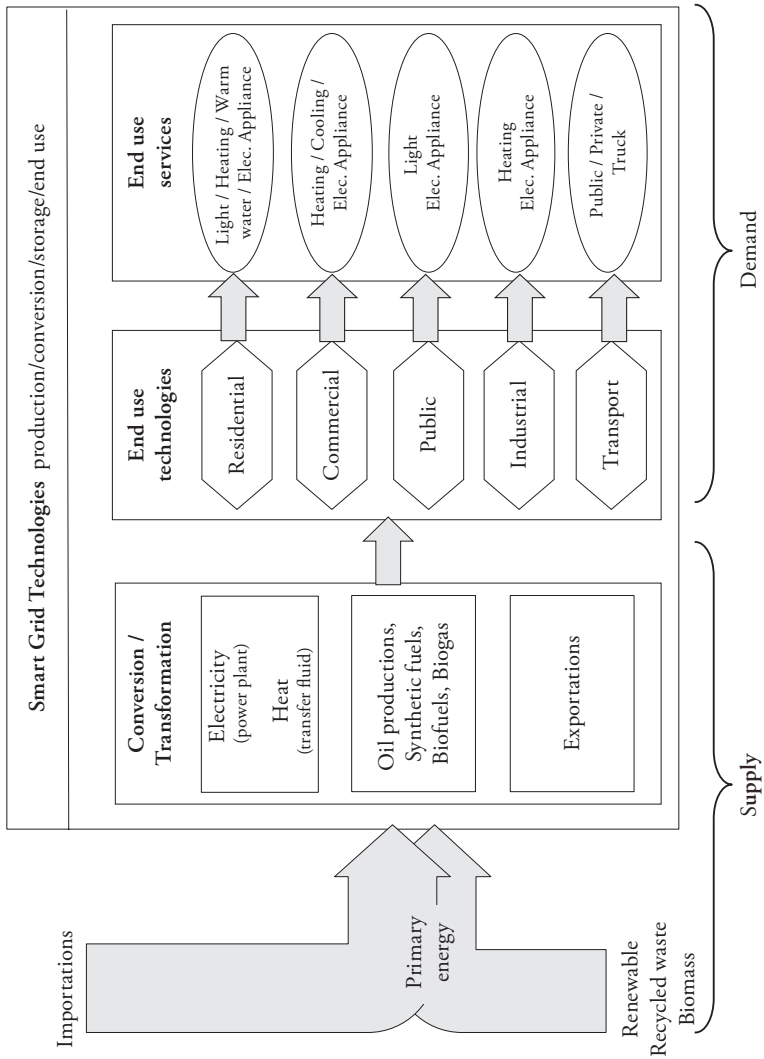 Smart Grid Technologies production/conversion/storage/end use
Importations
Primary
energy
Renewable
Recycled waste
Biomass
Conversion /
Transformation
Electricity
(power plant)
Heat
(transfer fluid)
Oil productions,
Synthetic fuels,
Biofuels, Biogas
Exportations
End use
technologies
Residential
Commercial
Public
Industrial
Transport
End use
services
Light / Heating / Warm
water / Elec. Appliance
Heating / Cooling /
Elec. Appliance
Light
Elec. Appliance
Heating
Elec. Appliance
Public / Private /
Truck
Supply
Demand